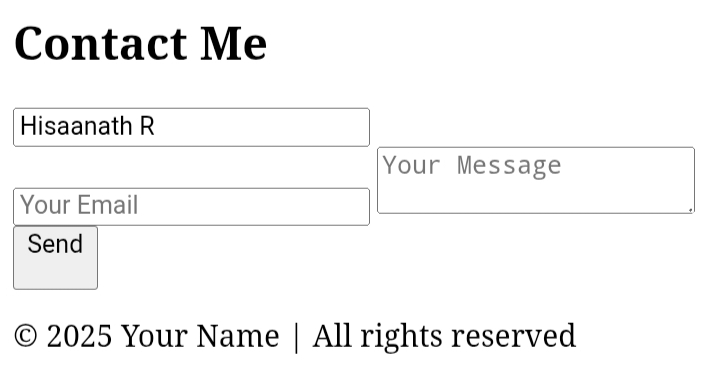 Contact Me
Hisaanath R
Your Message
Your Email
Send
© 2025 Your Name | All rights reserved